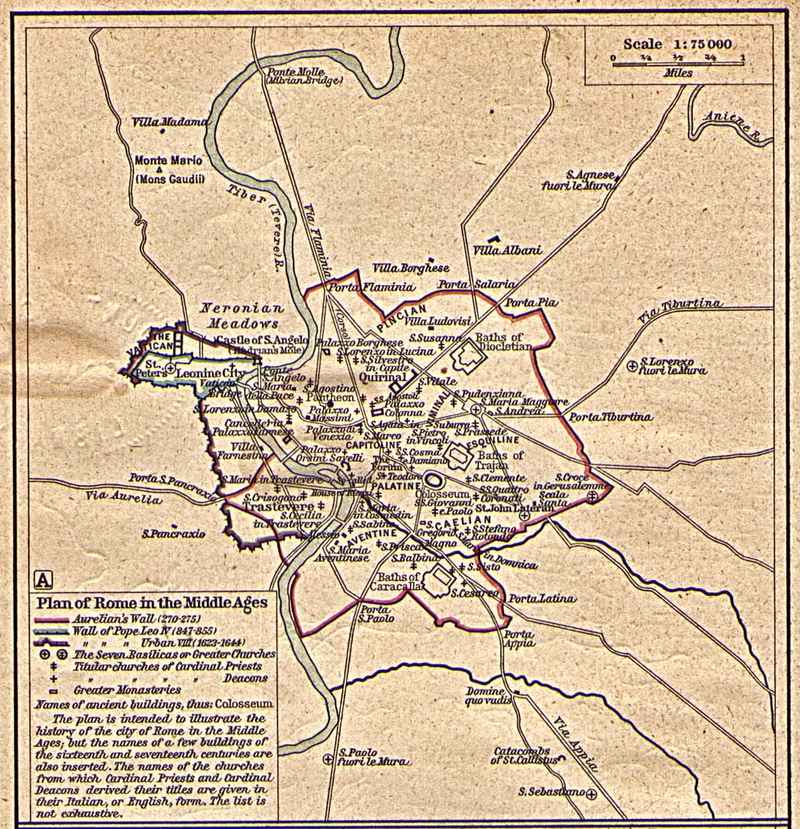 Scale 1:75000
Miles
Ponte Molle
(Milvian Bridge)
Villa Madama
Monte Mario
(Mons Gaudii)
Aniene R.
S. Agnese
fuori le Mura
Tiber (Tevere) R.
Via Flaminia
Villa Albani
Villa Borghese
Porta Flaminia
Porta Salaria
Porta Pia
Neronian
Meadows
PINCIAN
Villa Ludovisi
Via Tiburtina
(Corso)
THE
VATICAN
Castle of S. Angelo
(Hadrian's Mole)
Palazzo Borghese
S. Lorenzo in Lucina
S. Silvestro
in Capite
S. Susanna
Baths of
Diocletian
S. Lorenzo
fuori le Mura
St.
Peter's
Leonine City
Ponte
S. Angelo
Vatican
Bridge
S. Maria
della Pace
S. Agostino
Pantheon
Quirinal
S. Vitale
S. Pudenziana
S. Maria Maggiore
S. Andrea
Porta Tiburtina
S. Lorenzo in Damaso
Palazzo
Massimi
SS. Apostoli
Palazzo
Colonna
VIMINAL
Cancelleria
Palazzo Farnese
Palazzo di
Venezia
S. Marco
S. Agata in Suburra
S. Pietro
in Vincoli
S. Prassede
ESQUILINE
Villa
Farnesina
CAPITOLINE
Palazzo
Orsini Savelli
The
Forum
SS. Cosma
e Damiano
Baths of
Trajan
Porta S. Pancrazio
Via Aurelia
S. Maria in Trastevere
S. Teodoro
PALATINE
S. Clemente
S. Croce
in Gerusalemme
S. Crisogono
Trastevere
Colosseum
SS. Giovanni
e Paolo
SS. Quattro
Coronati
Scala
Santa
St. John Lateran
S. Cecilia
in Trastevere
S. Maria
in Cosmedin
S. Pancrazio
S. Sabina
S. Alessio
AVENTINE
S. Gregorio
Magno
CAELIAN
S. Stefano
Rotondo
S. Maria in Domnica
S. Maria
Aventinese
S. Prisca
S. Balbina
S. Sisto
Baths of
Caracalla
S. Cesareo
Porta Latina
Porta
S. Paolo
Porta
Appia
A
Plan of Rome in the Middle Ages
Aurelian's Wall (270-275)
Wall of Pope Leo IV (847-855)
" " " Urban VIII (1623-1644)
The Seven Basilicas or Greater Churches
Titular churches of Cardinal Priests
" " " " Deacons
Greater Monasteries
Names of ancient buildings, thus: Colosseum
The plan is intended to illustrate the
history of the city of Rome in the Middle
Ages; but the names of a few buildings of
the sixteenth and seventeenth centuries are
also inserted. The names of the churches
from which Cardinal Priests and Cardinal
Deacons derived their titles are given in
their Italian, or English, form. The list is
not exhaustive.
Domine
quo vadis
Via Appia
S. Paolo
fuori le Mura
Catacombs
of St. Callistus
S. Sebastiano